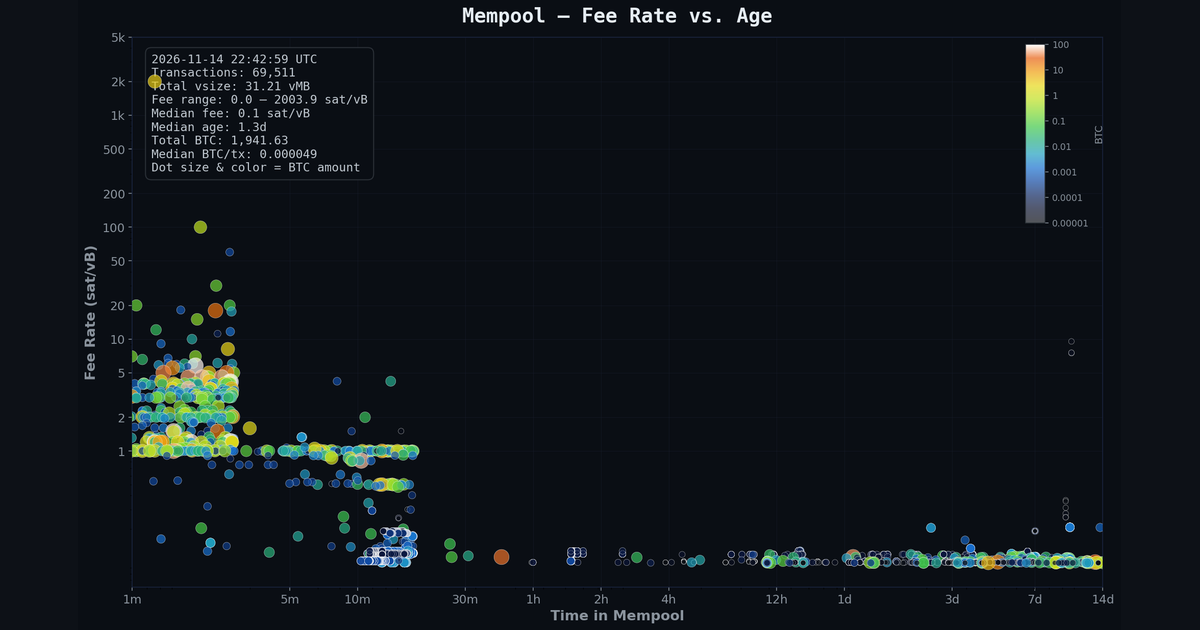 Mempool — Fee Rate vs. Age
2026-11-14 22:42:59 UTC
Transactions: 69,511
Total vsize: 31.21 vMB
Fee range: 0.0 — 2003.9 sat/vB
Median fee: 0.1 sat/vB
Median age: 1.3d
Total BTC: 1,941.63
Median BTC/tx: 0.000049
Dot size & color = BTC amount
100
10
1
0.1
0.01
0.001
0.0001
0.00001
BTC
Fee Rate (sat/vB)
5k
2k
1k
500
200
100
50
20
10
5
2
1
1m
5m
10m
30m
1h
2h
4h
12h
1d
3d
7d
14d
Time in Mempool